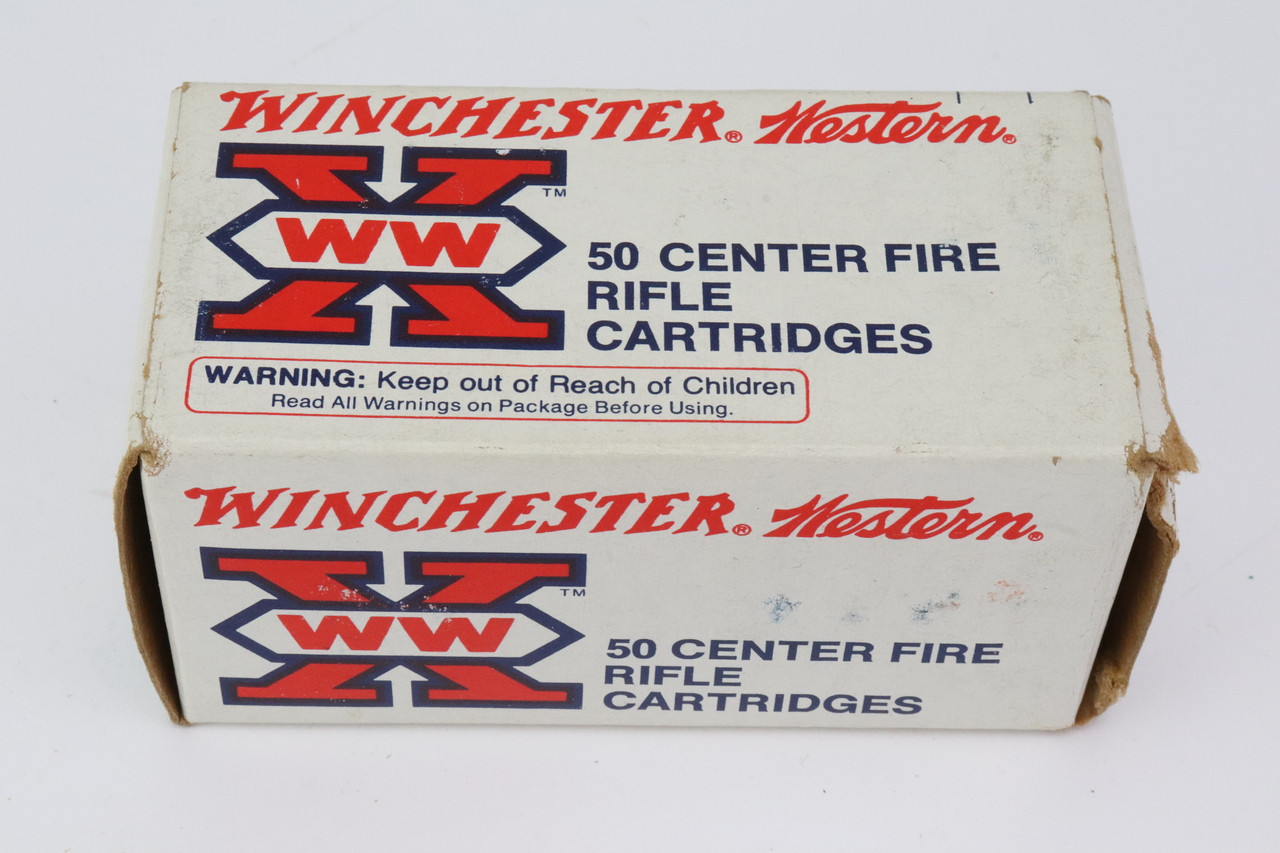 WINCHESTER® Western®
WW
TM
50 CENTER FIRE
RIFLE
CARTRIDGES
WARNING: Keep out of Reach of Children
Read All Warnings on Package Before Using.
WINCHESTER® Western®
WW
TM
50 CENTER FIRE
RIFLE
CARTRIDGES